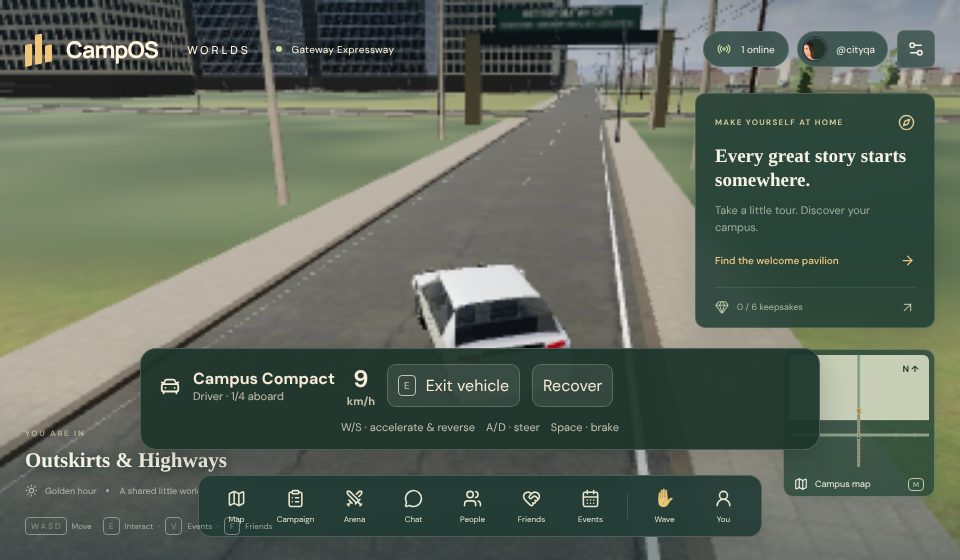 CampOS WORLDS Gateway Expressway
1 online
@cityqa
MAKE YOURSELF AT HOME
Every great story starts
somewhere.
Take a little tour. Discover your
campus.
Find the welcome pavilion
0 / 6 keepsakes
Campus Compact
Driver · 1/4 aboard
9
km/h
E Exit vehicle
Recover
W/S · accelerate & reverse A/D · steer Space · brake
N
Campus map M
YOU ARE IN
Outskirts & Highways
Golden hour • A shared little
WASD Move · E Interact · V Events · F Friends
Map
Campaign
Arena
Chat
People
Friends
Events
Wave
You